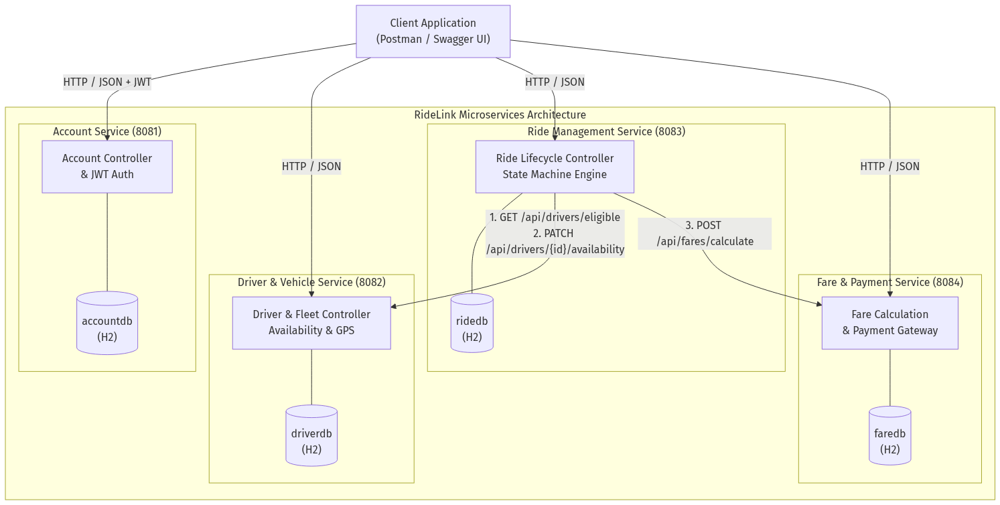 Client Application
(Postman / Swagger UI)
HTTP / JSON + JWT
HTTP / JSON
RideLink Microservices Architecture
Account Service (8081)
Ride Management Service (8083)
Account Controller
& JWT Auth
HTTP / JSON
Ride Lifecycle Controller
State Machine Engine
HTTP / JSON
1. GET /api/drivers/eligible
2. PATCH
/api/drivers/{id}/availability
3. POST
/api/fares/calculate
Driver & Vehicle Service (8082)
Fare & Payment Service (8084)
accountdb
(H2)
Driver & Fleet Controller
Availability & GPS
ridedb
(H2)
Fare Calculation
& Payment Gateway
driverdb
(H2)
faredb
(H2)